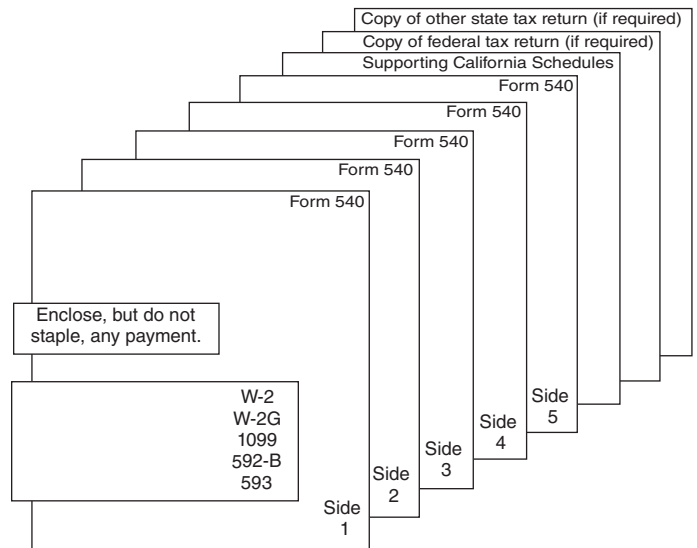 Copy of other state tax return (if required)
Copy of federal tax return (if required)
Supporting California Schedules
Form 540
Form 540
Form 540
Form 540
Form 540
Enclose, but do not
staple, any payment.
W-2
W-2G
1099
592-B
593
Side
1
Side
2
Side
3
Side
4
Side
5